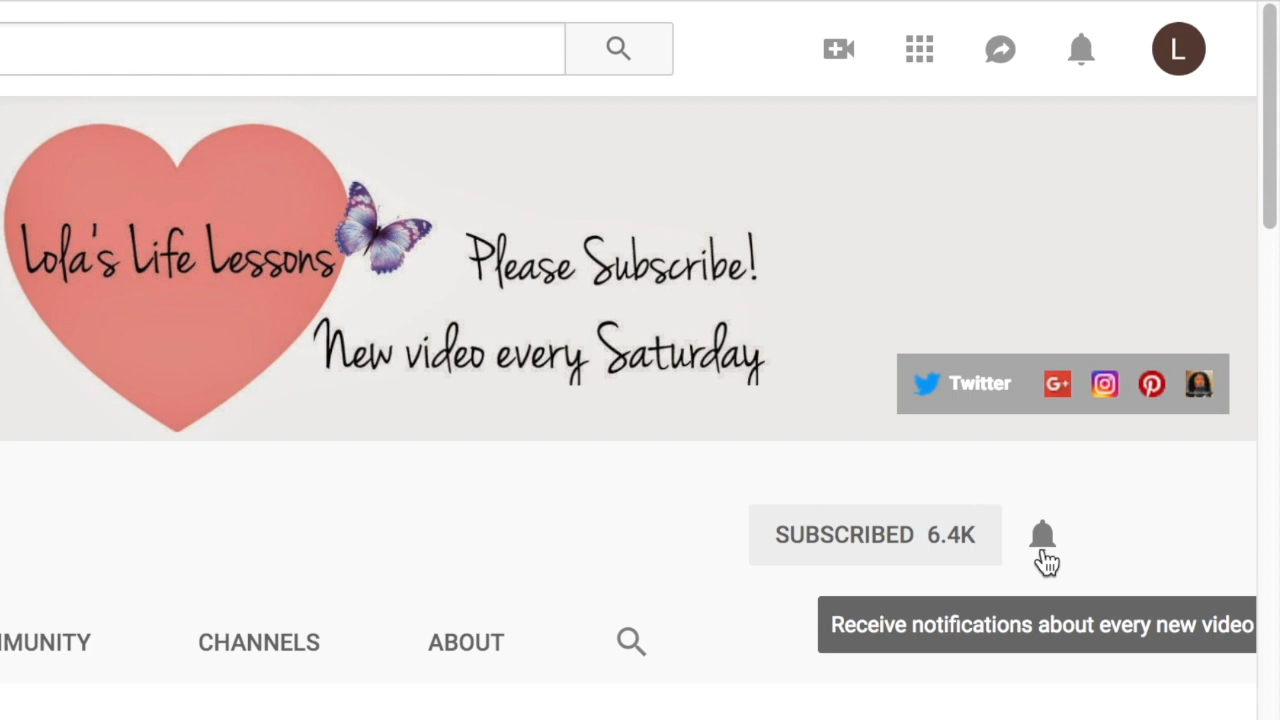 L
Lola's Life Lessons
Please Subscribe!
New video every Saturday
Twitter
G+
SUBSCRIBED 6.4K
Receive notifications about every new video
MUNITY
CHANNELS
ABOUT